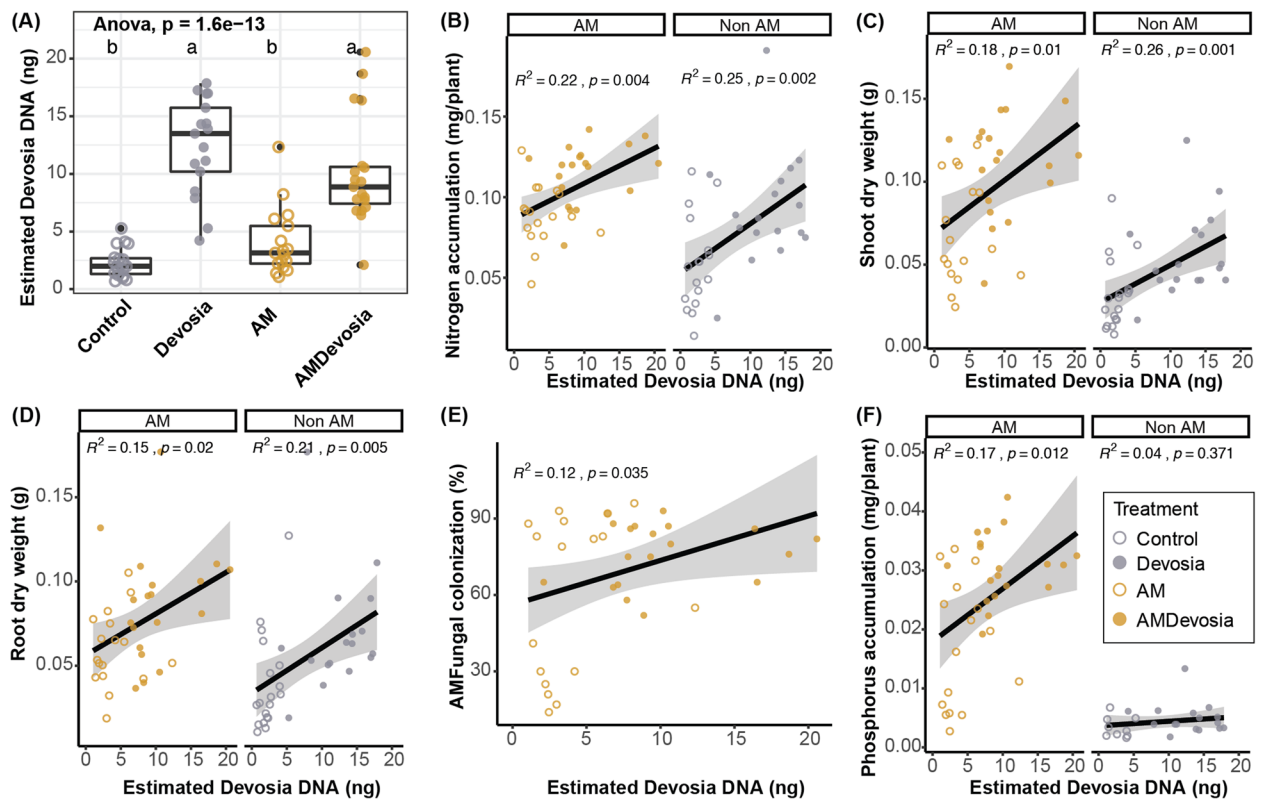 (A)
Anova, p = 1.6e−13
b a b a
Estimated Devosia DNA (ng)
20
15
10
5
0
Control
Devosia
AM
AMDevosia
(B)
AM
Non AM
R² = 0.22 , p = 0.004
R² = 0.25 , p = 0.002
Nitrogen accumulation (mg/plant)
0.15
0.10
0.05
0 5 10 15 20 0 5 10 15 20
Estimated Devosia DNA (ng)
(C)
AM
Non AM
R² = 0.18 , p = 0.01
R² = 0.26 , p = 0.001
Shoot dry weight (g)
0.15
0.10
0.05
0.00
0 5 10 15 20 0 5 10 15 20
Estimated Devosia DNA (ng)
(D)
AM
Non AM
R² = 0.15 , p = 0.02
R² = 0.21 , p = 0.005
Root dry weight (g)
0.15
0.10
0.05
0 5 10 15 20 0 5 10 15 20
Estimated Devosia DNA (ng)
(E)
R² = 0.12 , p = 0.035
AMFungal colonization (%)
90
60
30
0 5 10 15 20
Estimated Devosia DNA (ng)
(F)
AM
Non AM
R² = 0.17 , p = 0.012
R² = 0.04 , p = 0.371
Phosphorus accumulation (mg/plant)
0.05
0.04
0.03
0.02
0.01
0.00
0 5 10 15 20 0 5 10 15 20
Estimated Devosia DNA (ng)
Treatment
Control
Devosia
AM
AMDevosia